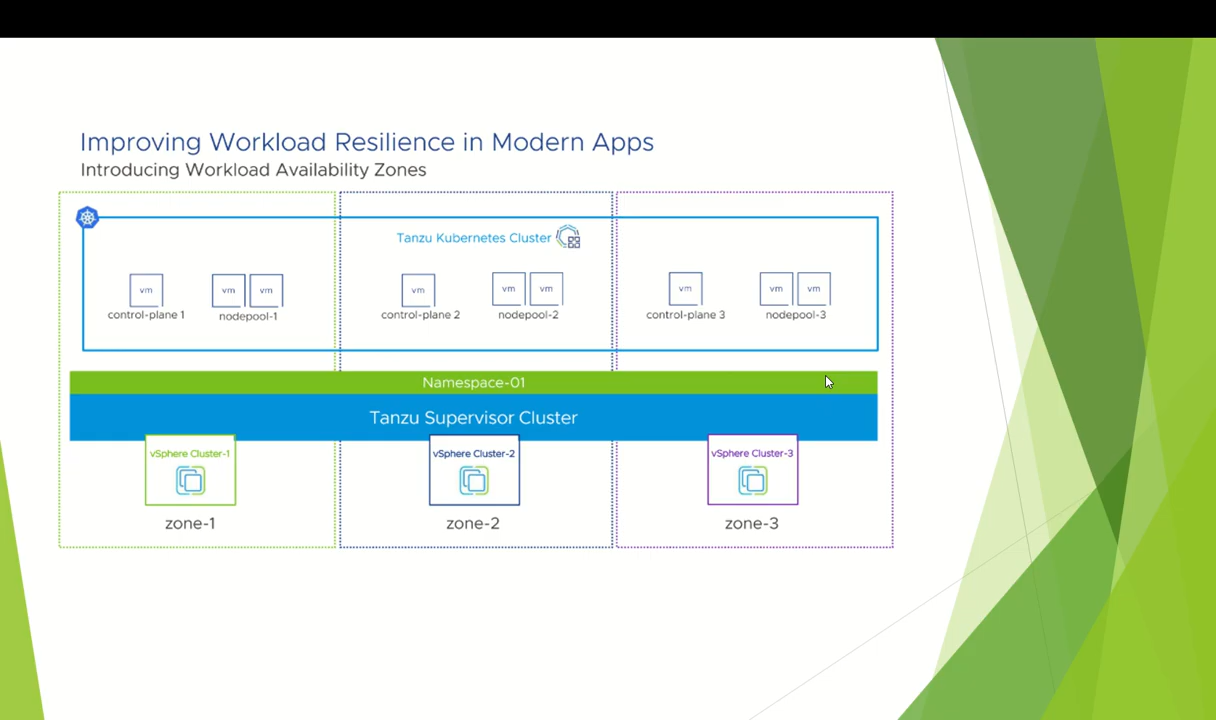 Improving Workload Resilience in Modern Apps
Introducing Workload Availability Zones
Tanzu Kubernetes Cluster
vm
vm vm
vm
vm vm
vm
vm vm
control-plane 1
nodepool-1
control-plane 2
nodepool-2
control-plane 3
nodepool-3
Namespace-01
Tanzu Supervisor Cluster
vSphere Cluster-1
vSphere Cluster-2
vSphere Cluster-3
zone-1
zone-2
zone-3